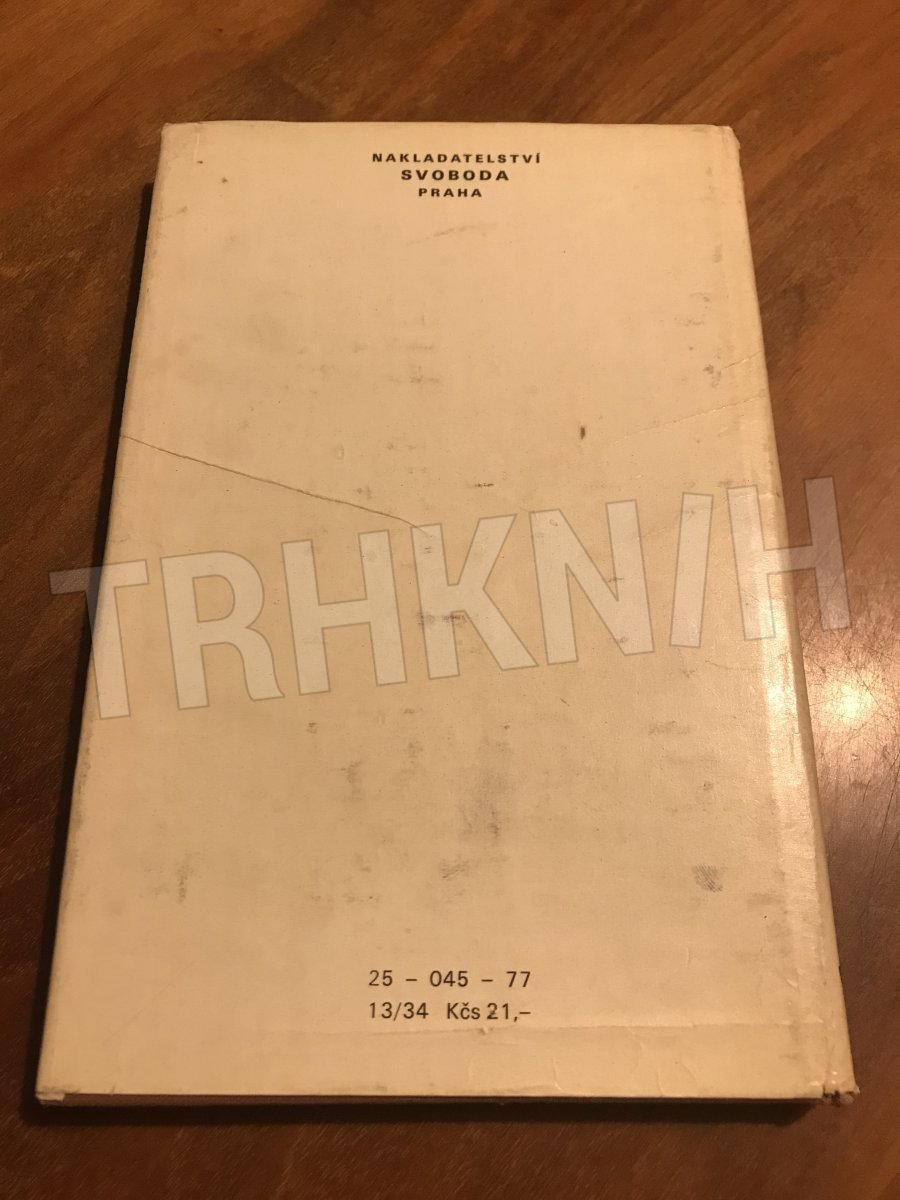 NAKLADATELSTVÍ
SVOBODA
PRAHA
TRHKNIH
25 – 045 – 77
13/34 Kčs 21,–